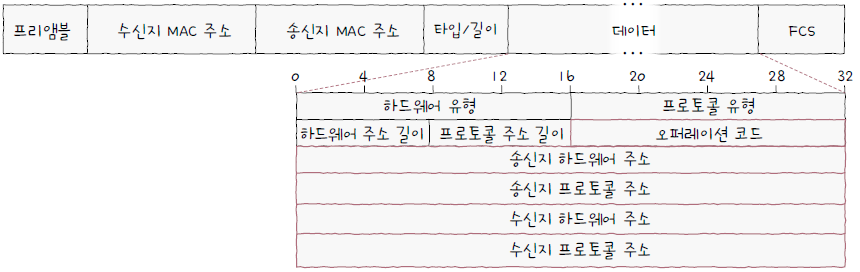 프리앰블 수신지 MAC 주소 송신지 MAC 주소 타입/길이 데이터 FCS
0 4 8 12 16 20 24 28 32
하드웨어 유형 프로토콜 유형
하드웨어 주소 길이 프로토콜 주소 길이 오퍼레이션 코드
송신지 하드웨어 주소
송신지 프로토콜 주소
수신지 하드웨어 주소
수신지 프로토콜 주소